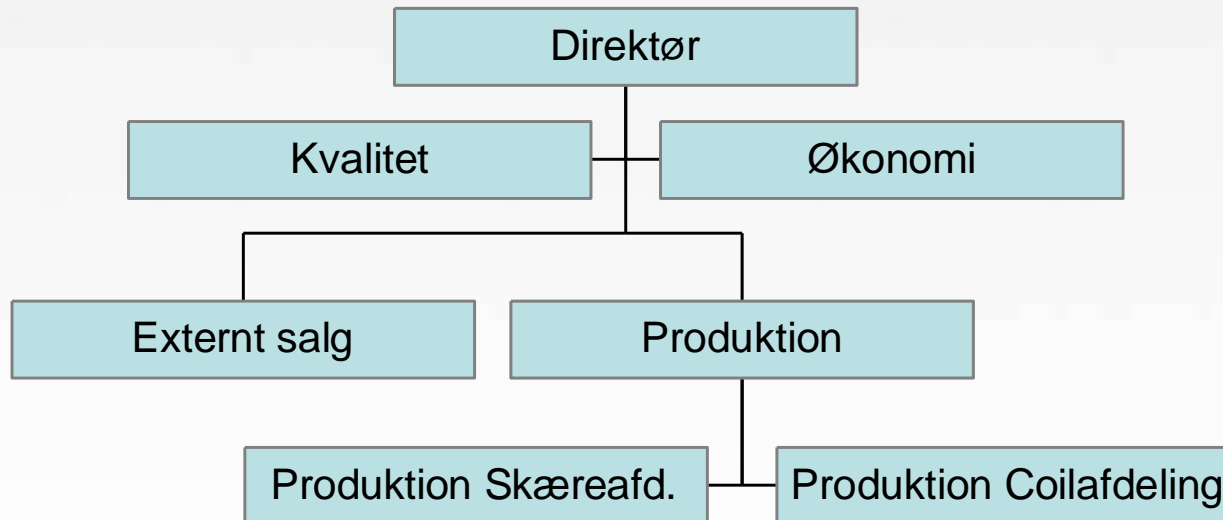 Direktør
Kvalitet
Økonomi
Externt salg
Produktion
Produktion Skæreafd.
Produktion Coilafdeling